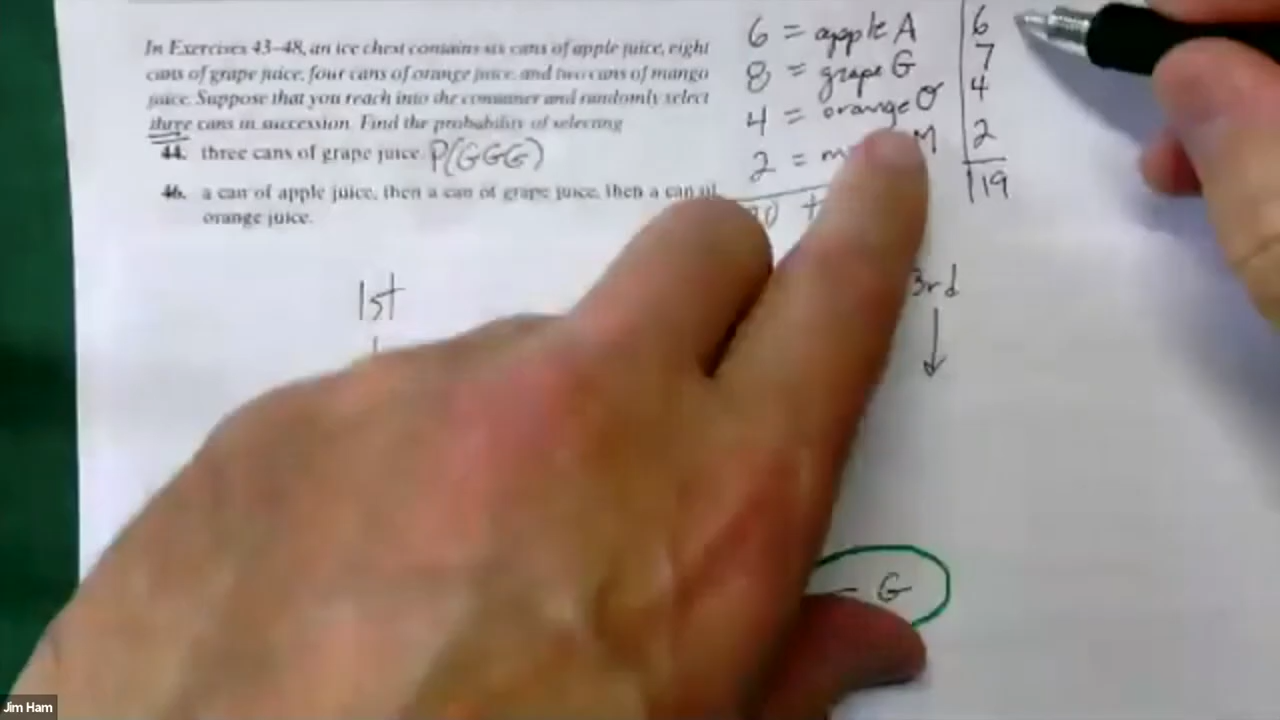 In Exercises 43–48, an ice chest contains six cans of apple juice, eight
cans of grape juice, four cans of orange juice, and two cans of mango
juice. Suppose that you reach into the container and randomly select
three cans in succession. Find the probability of selecting
44. three cans of grape juice. P(GGG)
46. a can of apple juice, then a can of grape juice, then a can of
orange juice.
6 = apple A
8 = grape G
4 = orange O
2 = m M
6
7
4
2
19
1st
3rd
G
Jim Ham